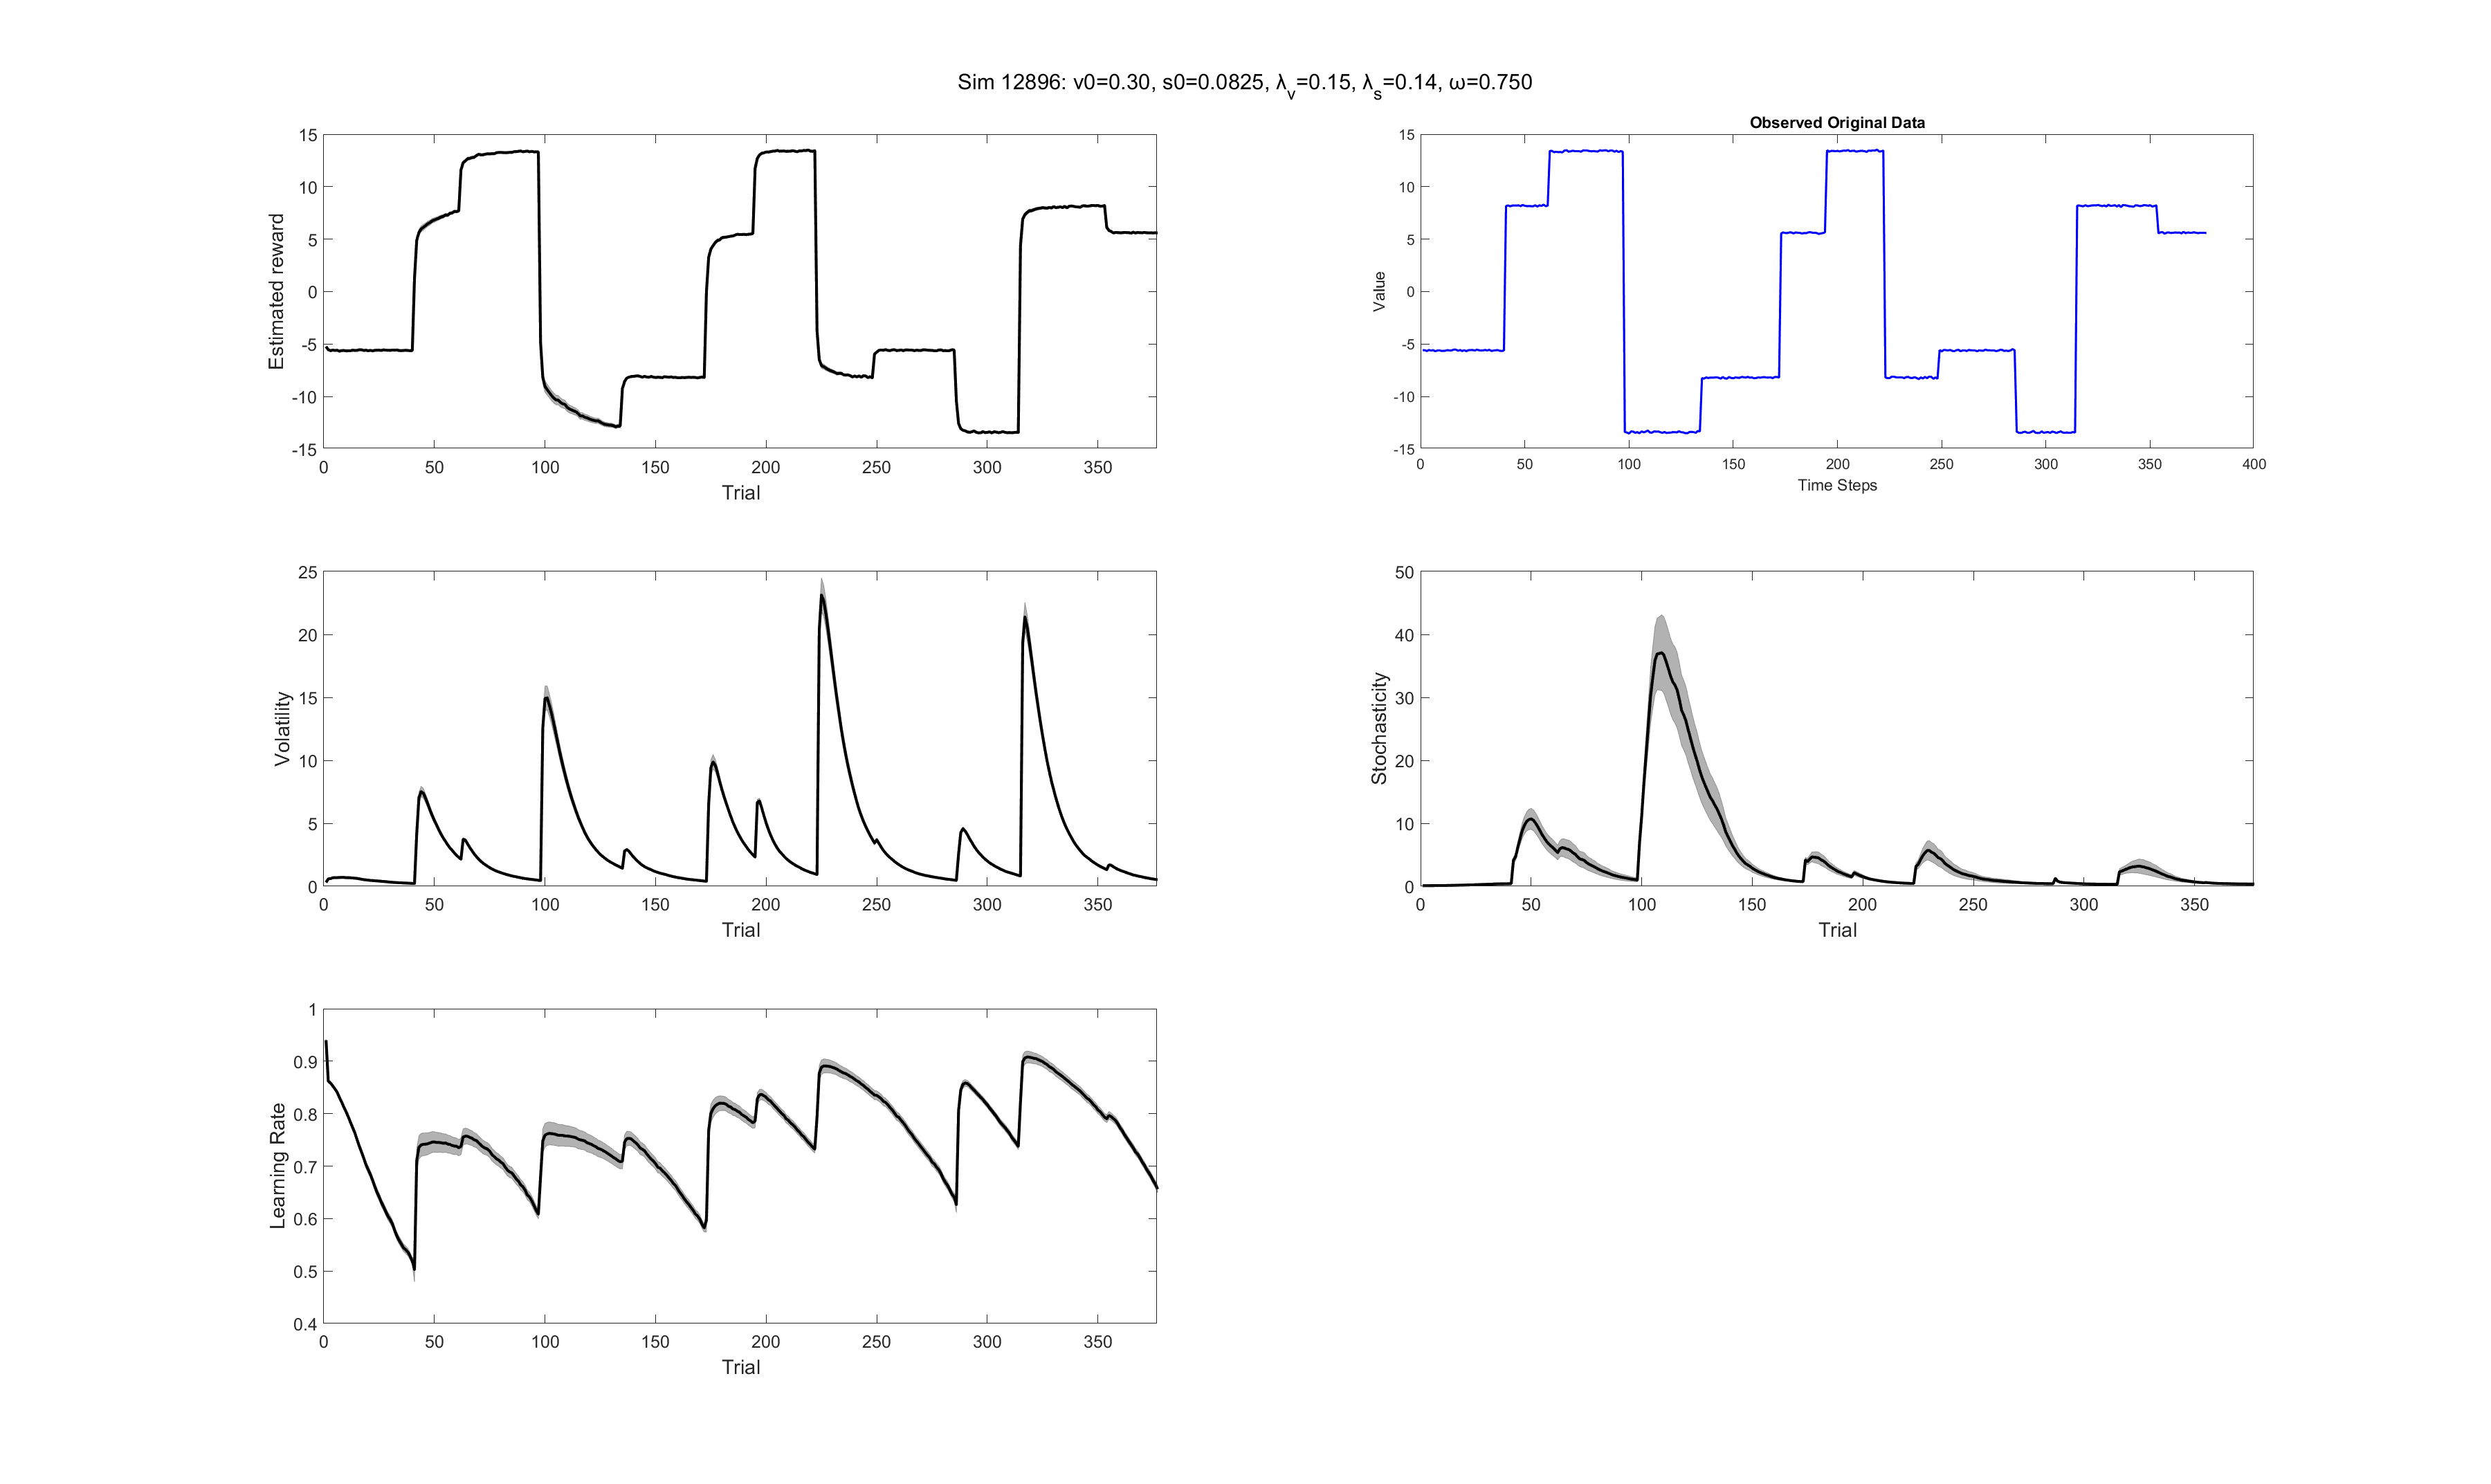 Sim 12896: v0=0.30, s0=0.0825, λv=0.15, λs=0.14, ω=0.750
15
10
5
0
-5
-10
-15
Estimated reward
0 50 100 150 200 250 300 350
Trial
Observed Original Data
15
10
5
0
-5
-10
-15
Value
0 50 100 150 200 250 300 350 400
Time Steps
25
20
15
10
5
0
Volatility
0 50 100 150 200 250 300 350
Trial
50
40
30
20
10
0
Stochasticity
0 50 100 150 200 250 300 350
Trial
1
0.9
0.8
0.7
0.6
0.5
0.4
Learning Rate
0 50 100 150 200 250 300 350
Trial